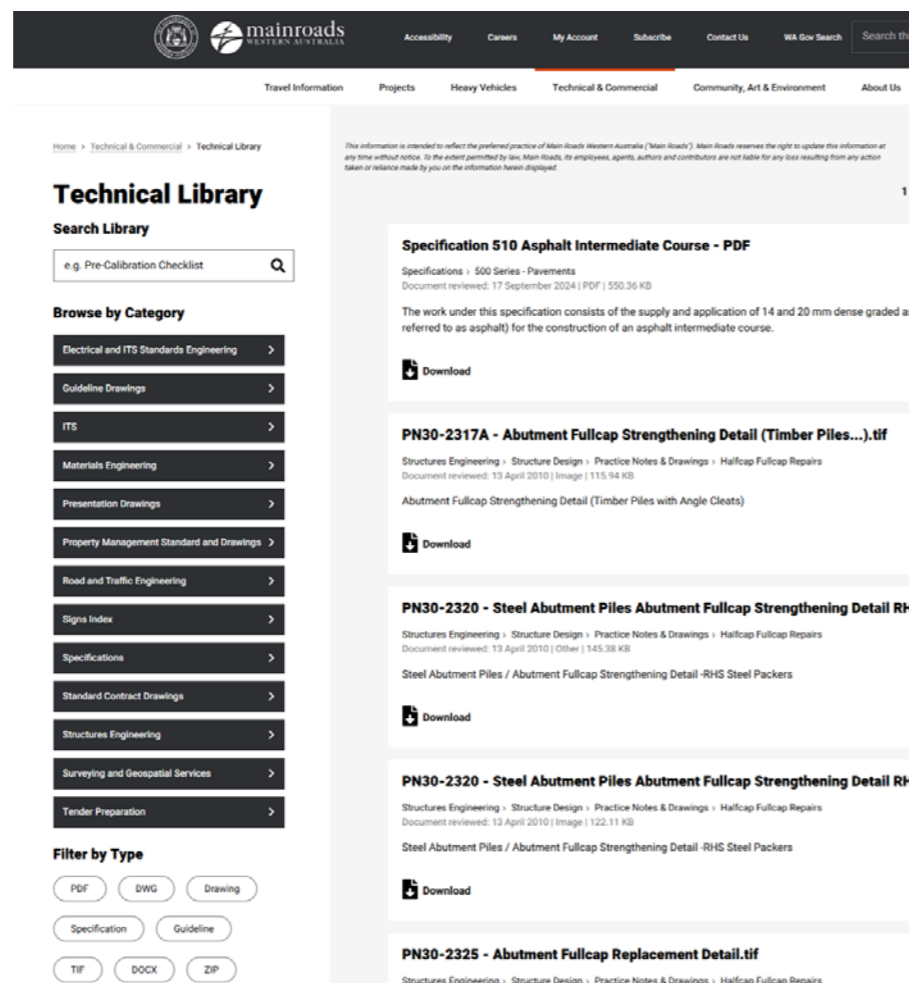 mainroads
WESTERN AUSTRALIA
Accessibility
Careers
My Account
Subscribe
Contact Us
WA Gov Search
Search th
Travel Information
Projects
Heavy Vehicles
Technical & Commercial
Community, Art & Environment
About Us
Home > Technical & Commercial > Technical Library
This information is intended to reflect the preferred practice of Main Roads Western Australia ("Main Roads"). Main Roads reserves the right to update this information at
any time without notice. To the extent permitted by law, Main Roads, its employees, agents, authors and contributors are not liable for any loss resulting from any action
taken or reliance made by you on the information herein displayed.
1
Technical Library
Search Library
e.g. Pre-Calibration Checklist
Browse by Category
Electrical and ITS Standards Engineering
Guideline Drawings
ITS
Materials Engineering
Presentation Drawings
Property Management Standard and Drawings
Road and Traffic Engineering
Signs Index
Specifications
Standard Contract Drawings
Structures Engineering
Surveying and Geospatial Services
Tender Preparation
Filter by Type
PDF
DWG
Drawing
Specification
Guideline
TIF
DOCX
ZIP
Specification 510 Asphalt Intermediate Course - PDF
Specifications > 500 Series - Pavements
Document reviewed: 17 September 2024 | PDF | 550.36 KB
The work under this specification consists of the supply and application of 14 and 20 mm dense graded as
referred to as asphalt) for the construction of an asphalt intermediate course.
Download
PN30-2317A - Abutment Fullcap Strengthening Detail (Timber Piles...).tif
Structures Engineering > Structure Design > Practice Notes & Drawings > Halfcap Fullcap Repairs
Document reviewed: 13 April 2010 | Image | 115.94 KB
Abutment Fullcap Strengthening Detail (Timber Piles with Angle Cleats)
Download
PN30-2320 - Steel Abutment Piles Abutment Fullcap Strengthening Detail RH
Structures Engineering > Structure Design > Practice Notes & Drawings > Halfcap Fullcap Repairs
Document reviewed: 13 April 2010 | Other | 145.38 KB
Steel Abutment Piles / Abutment Fullcap Strengthening Detail -RHS Steel Packers
Download
PN30-2320 - Steel Abutment Piles Abutment Fullcap Strengthening Detail RH
Structures Engineering > Structure Design > Practice Notes & Drawings > Halfcap Fullcap Repairs
Document reviewed: 13 April 2010 | Image | 122.11 KB
Steel Abutment Piles / Abutment Fullcap Strengthening Detail -RHS Steel Packers
Download
PN30-2325 - Abutment Fullcap Replacement Detail.tif
Structures Engineering > Structure Design > Practice Notes & Drawings > Halfcap Fullcap Repairs